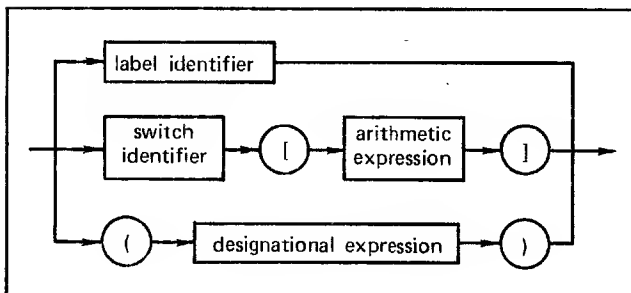 label identifier
switch identifier [ arithmetic expression ]
( designational expression )